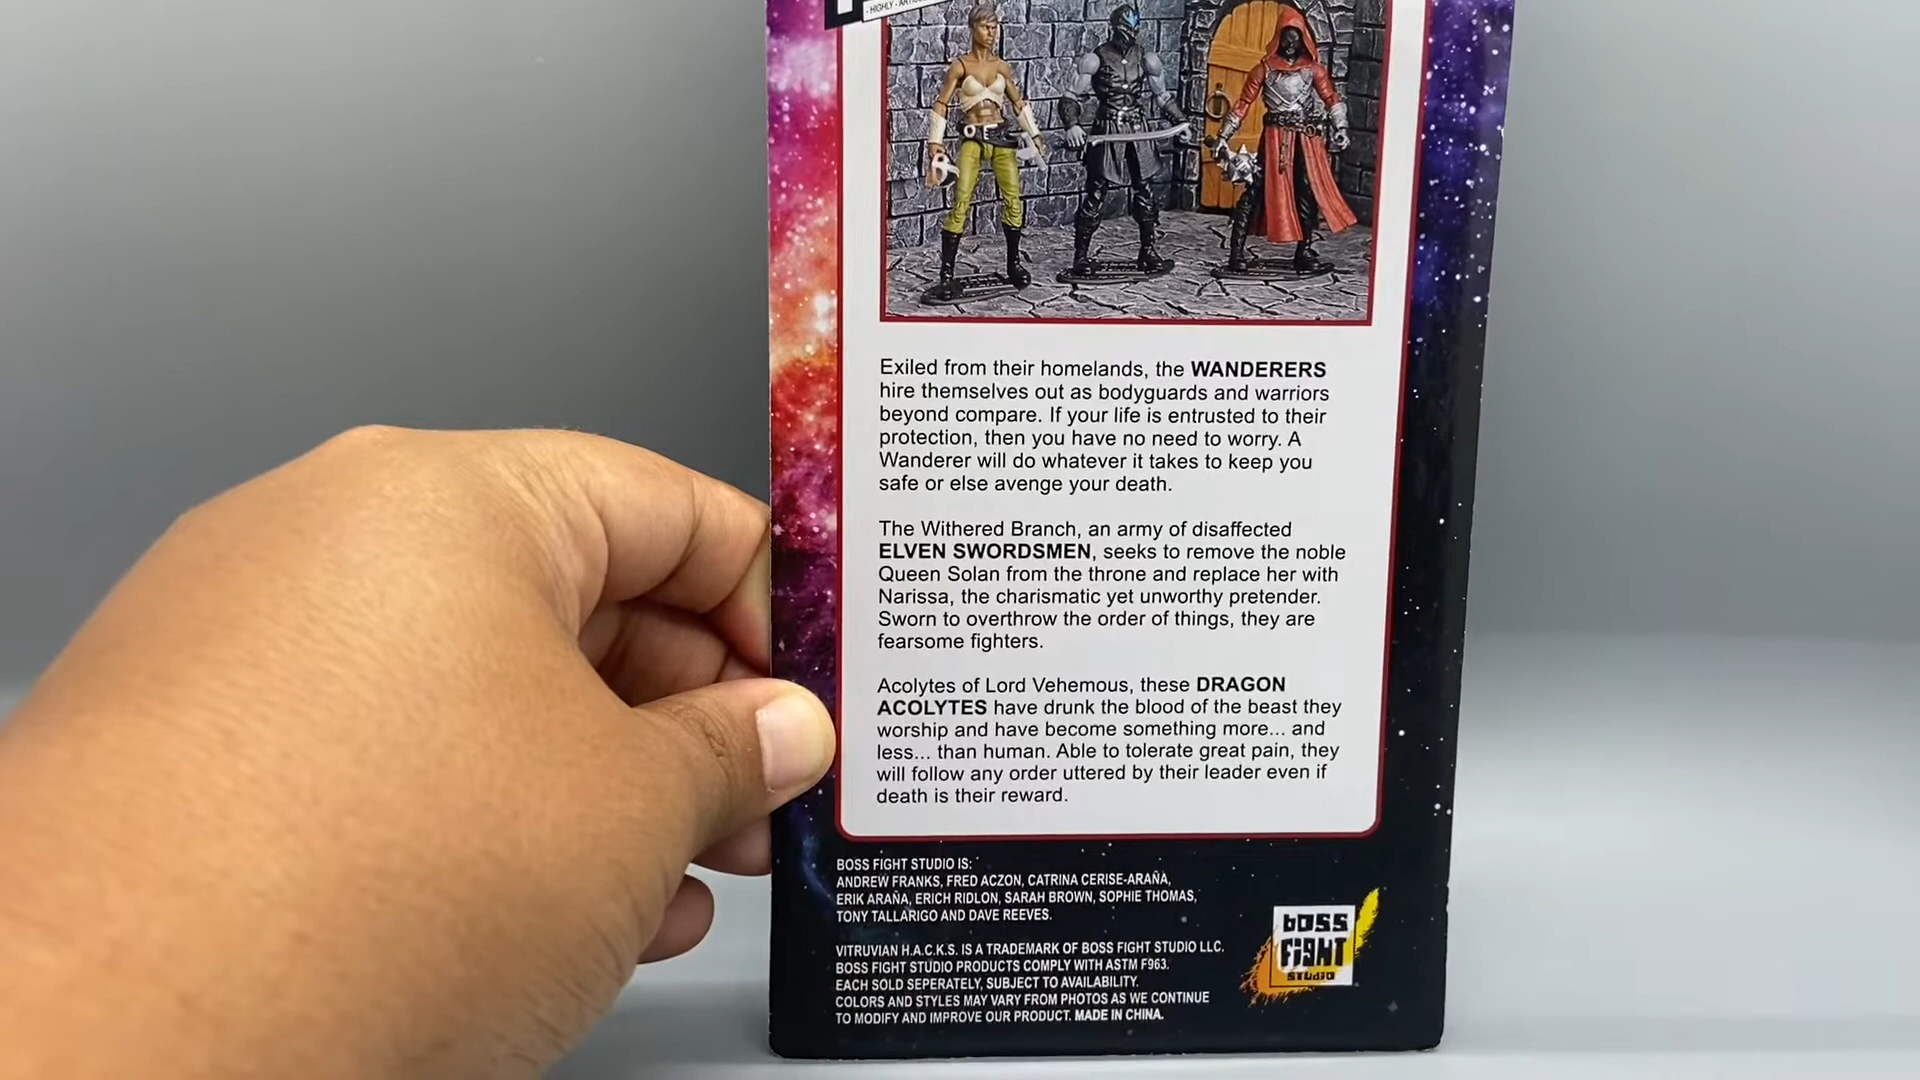 - HIGHLY -
Exiled from their homelands, the WANDERERS
hire themselves out as bodyguards and warriors
beyond compare. If your life is entrusted to their
protection, then you have no need to worry. A
Wanderer will do whatever it takes to keep you
safe or else avenge your death.
The Withered Branch, an army of disaffected
ELVEN SWORDSMEN, seeks to remove the noble
Queen Solan from the throne and replace her with
Narissa, the charismatic yet unworthy pretender.
Sworn to overthrow the order of things, they are
fearsome fighters.
Acolytes of Lord Vehemous, these DRAGON
ACOLYTES have drunk the blood of the beast they
worship and have become something more... and
less... than human. Able to tolerate great pain, they
will follow any order uttered by their leader even if
death is their reward.
BOSS FIGHT STUDIO IS:
ANDREW FRANKS, FRED ACZON, CATRINA CERISE-ARAÑA,
ERIK ARAÑA, ERICH RIDLON, SARAH BROWN, SOPHIE THOMAS,
TONY TALLARIGO AND DAVE REEVES.
VITRUVIAN H.A.C.K.S. IS A TRADEMARK OF BOSS FIGHT STUDIO LLC.
BOSS FIGHT STUDIO PRODUCTS COMPLY WITH ASTM F963.
EACH SOLD SEPERATELY, SUBJECT TO AVAILABILITY.
COLORS AND STYLES MAY VARY FROM PHOTOS AS WE CONTINUE
TO MODIFY AND IMPROVE OUR PRODUCT. MADE IN CHINA.
BOSS
FIGHT
STUDIO